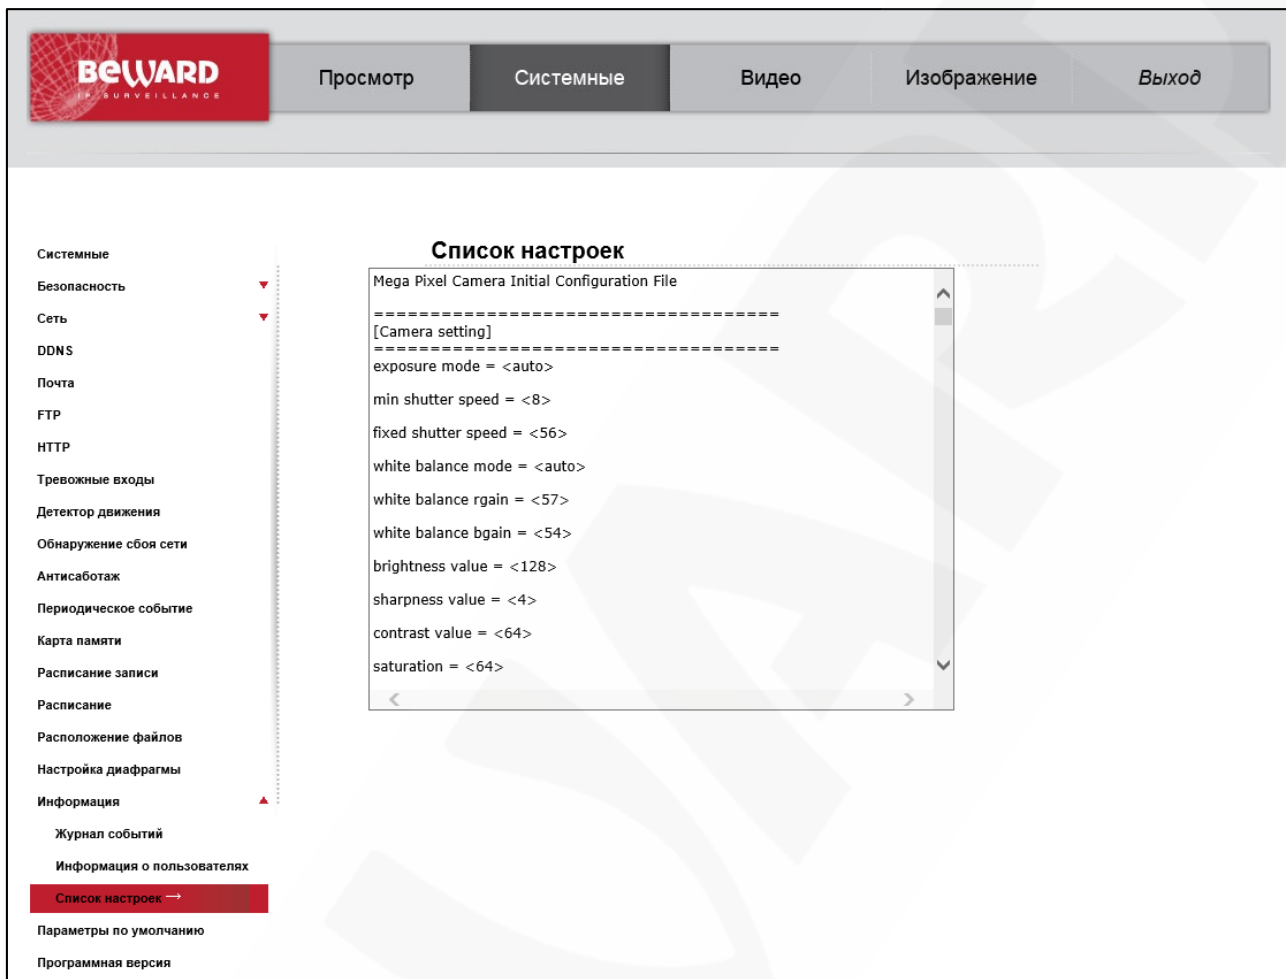 BEWARD
IP SURVEILLANCE
Просмотр
Системные
Видео
Изображение
Выход
Системные
Безопасность
Сеть
DDNS
Почта
FTP
HTTP
Тревожные входы
Детектор движения
Обнаружение сбоя сети
Антисаботаж
Периодическое событие
Карта памяти
Расписание записи
Расписание
Расположение файлов
Настройка диафрагмы
Информация
Журнал событий
Информация о пользователях
Список настроек →
Параметры по умолчанию
Программная версия
Список настроек
Mega Pixel Camera Initial Configuration File
====================================
[Camera setting]
====================================
exposure mode = <auto>
min shutter speed = <8>
fixed shutter speed = <56>
white balance mode = <auto>
white balance rgain = <57>
white balance bgain = <54>
brightness value = <128>
sharpness value = <4>
contrast value = <64>
saturation = <64>